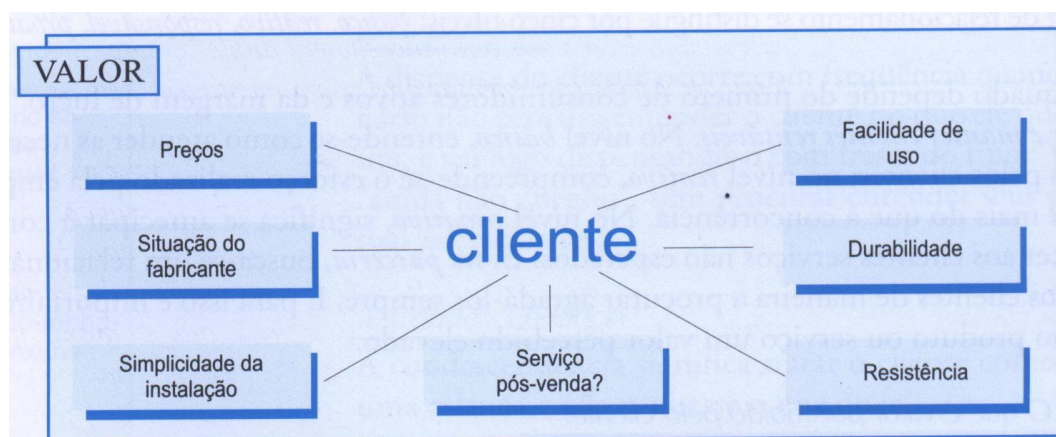 VALOR
Preços
Facilidade de
uso
Situação do
fabricante
cliente
Durabilidade
Simplicidade da
instalação
Serviço
pós-venda?
Resistência